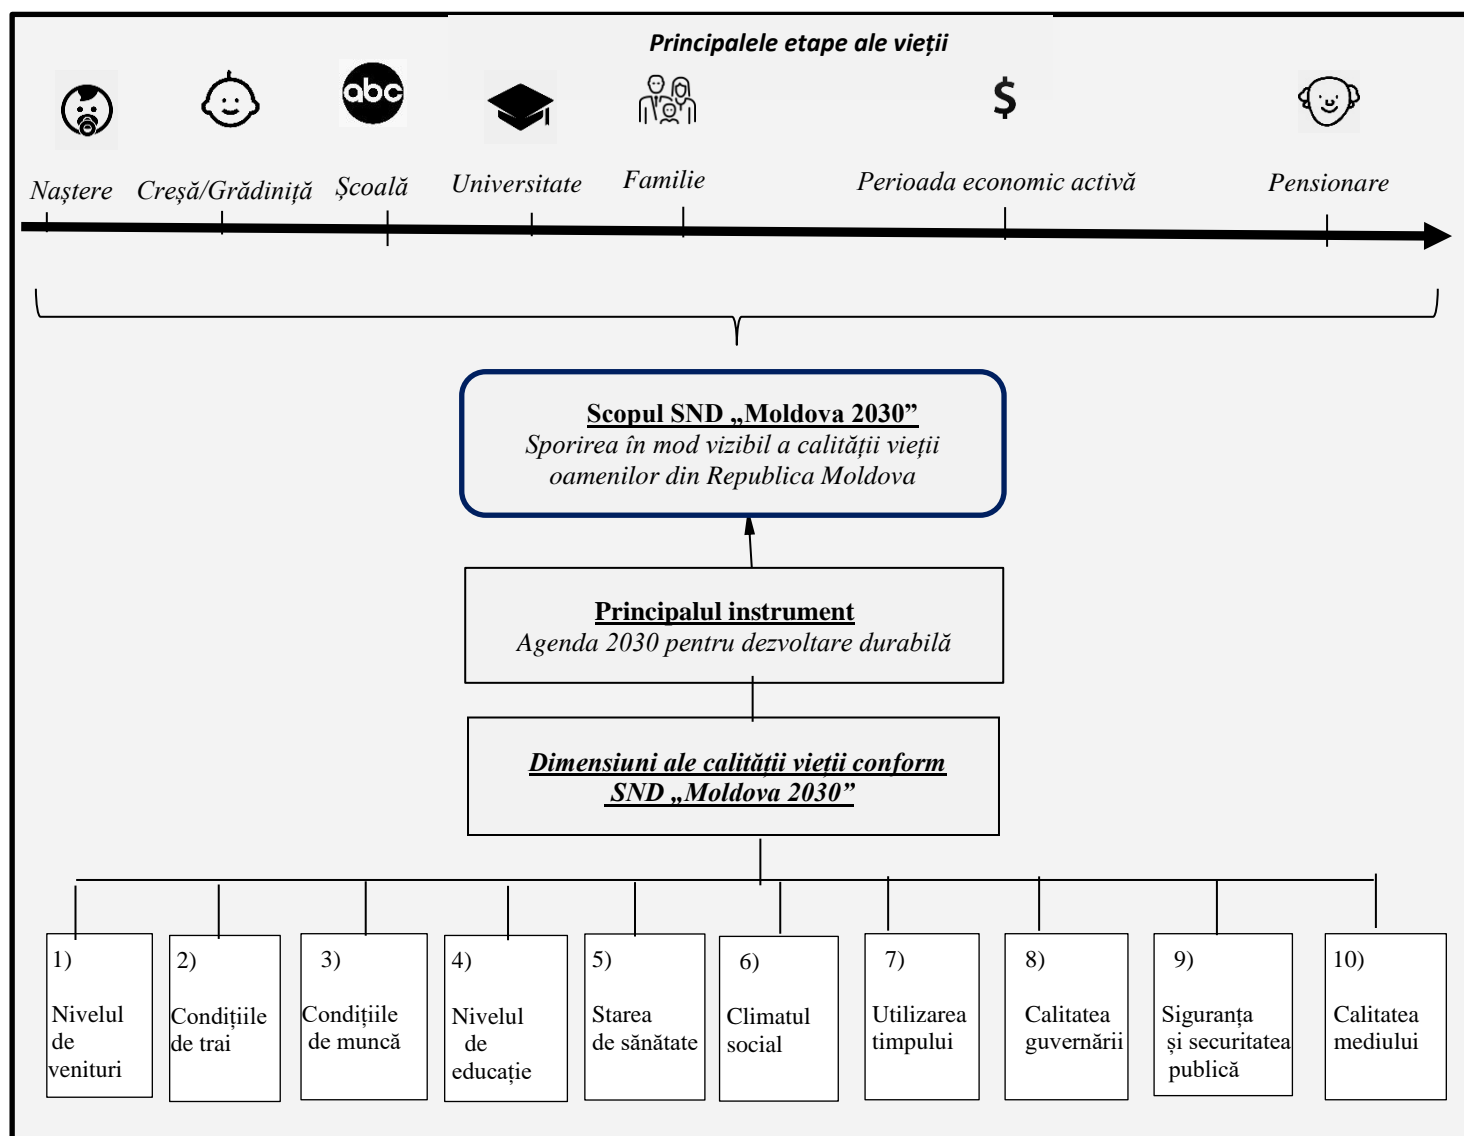 Principalele etape ale vieții
abc
$
Naștere
Creșă/Grădiniță
Școală
Universitate
Familie
Perioada economic activă
Pensionare
Scopul SND „Moldova 2030”
Sporirea în mod vizibil a calității vieții
oamenilor din Republica Moldova
Principalul instrument
Agenda 2030 pentru dezvoltare durabilă
Dimensiuni ale calității vieții conform
SND „Moldova 2030”
1)
Nivelul
de
venituri
2)
Condițiile
de trai
3)
Condițiile
de muncă
4)
Nivelul
de
educație
5)
Starea
de sănătate
6)
Climatul
social
7)
Utilizarea
timpului
8)
Calitatea
guvernării
9)
Siguranța
și securitatea
publică
10)
Calitatea
mediului